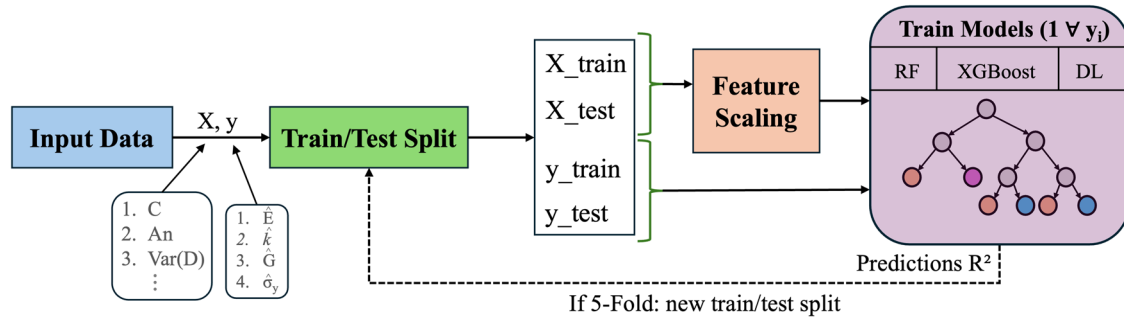 Input Data
X, y
1. C
2. An
3. Var(D)
⋮
1. Ê
2. k̂
3. Ĝ
4. σ̂_y
Train/Test Split
X_train
X_test
y_train
y_test
Feature
Scaling
Train Models (1 ∀ yᵢ)
RF XGBoost DL
Predictions R²
If 5-Fold: new train/test split